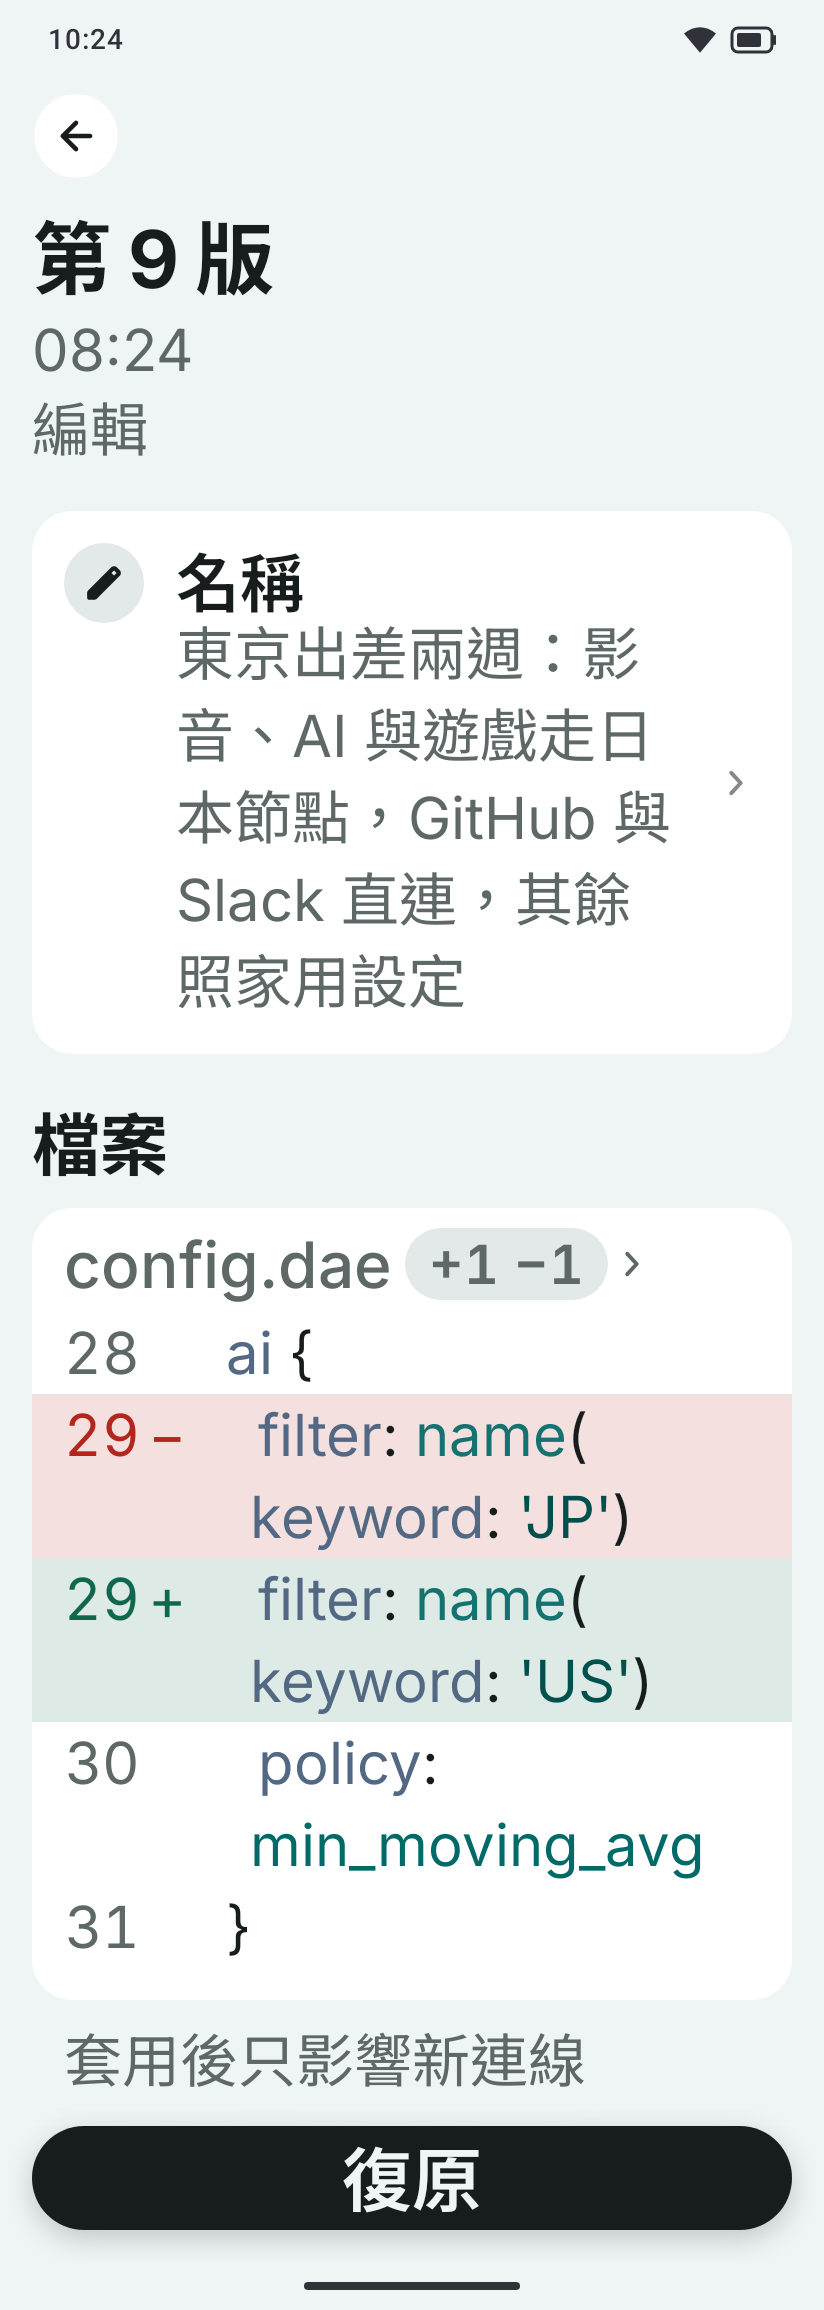 10:24
第 9 版
08:24
編輯
名稱
東京出差兩週：影
音、AI 與遊戲走日
本節點，GitHub 與
Slack 直連，其餘
照家用設定
檔案
config.dae +1 −1
28 ai {
29 − filter: name(
keyword: 'JP')
29 + filter: name(
keyword: 'US')
30 policy:
min_moving_avg
31 }
套用後只影響新連線
復原